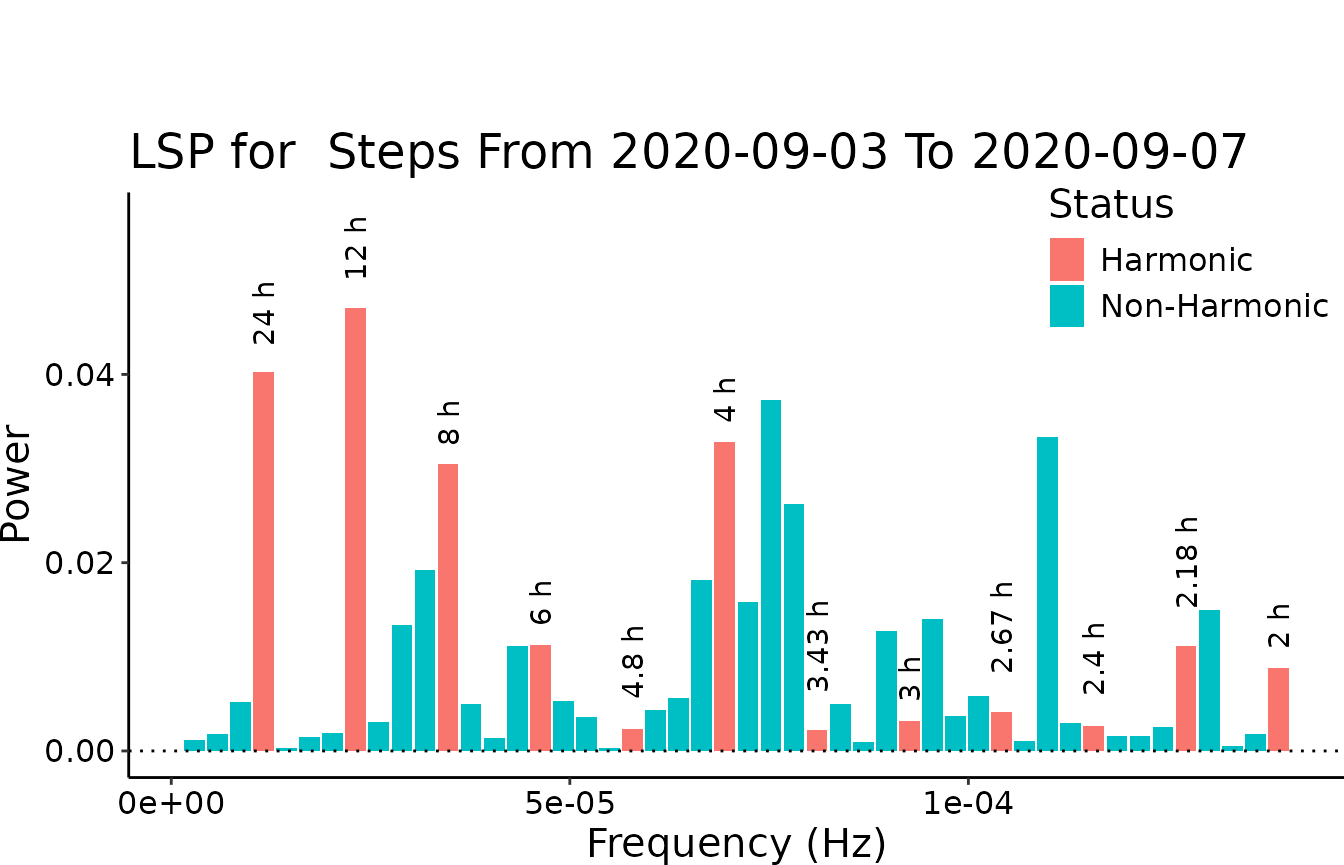 LSP for  Steps From 2020-09-03 To 2020-09-07
Status
Harmonic
Non-Harmonic
24 h
12 h
8 h
6 h
4.8 h
4 h
3.43 h
3 h
2.67 h
2.4 h
2.18 h
2 h
Power
0.04
0.02
0.00
0e+00
5e-05
1e-04
Frequency (Hz)